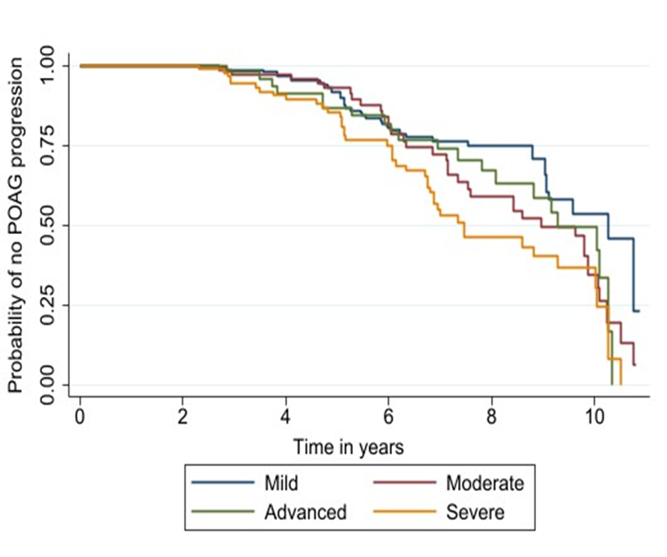 Probability of no POAG progression
1.00
0.75
0.50
0.25
0.00
0 2 4 6 8 10
Time in years
Mild Moderate
Advanced Severe